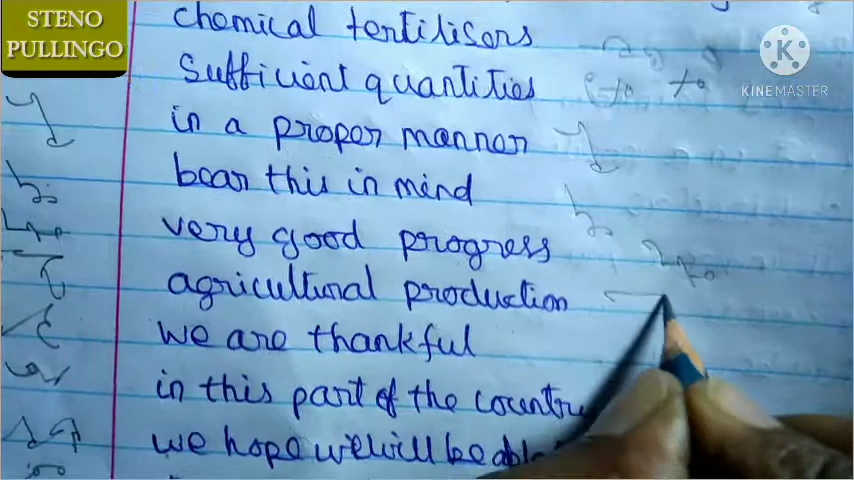 STENO
PULLINGO
KINEMASTER
chemical fertilisers
Sufficient quantities
in a proper manner
bear this in mind
very good progress
agricultural production
we are thankful
in this part of the country
we hope we will be able